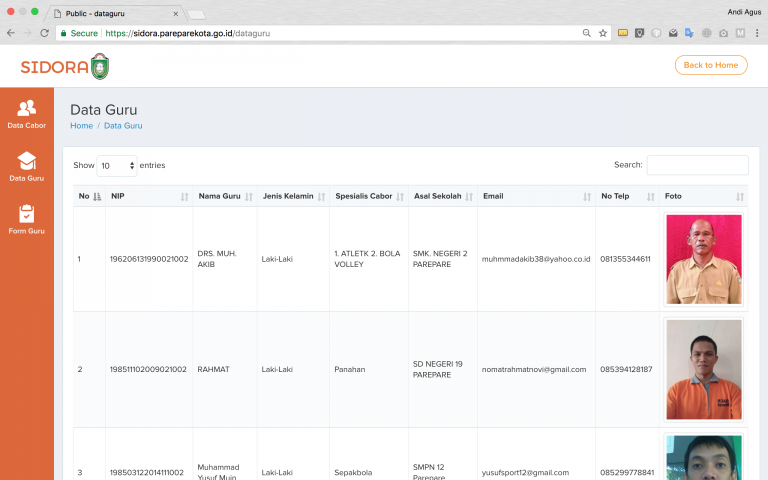 Public - dataguru
Andi Agus
Secure
https://sidora.pareparekota.go.id/dataguru
SIDORA
Back to Home
Data Cabor
Data Guru
Form Guru
Data Guru
Home / Data Guru
Show 10 entries
Search:
No NIP Nama Guru Jenis Kelamin Spesialis Cabor Asal Sekolah Email No Telp Foto
1 196206131990021002 DRS. MUH. AKIB Laki-Laki 1. ATLETK 2. BOLA VOLLEY SMK. NEGERI 2 PAREPARE muhmmadakib38@yahoo.co.id 081355344611
2 198511102009021002 RAHMAT Laki-Laki Panahan SD NEGERI 19 PAREPARE nomatrahmatnovi@gmail.com 085394128187
3 198503122014111002 Muhammad Yusuf Muin Laki-Laki Sepakbola SMPN 12 Parepare yusufsport12@gmail.com 085299778841